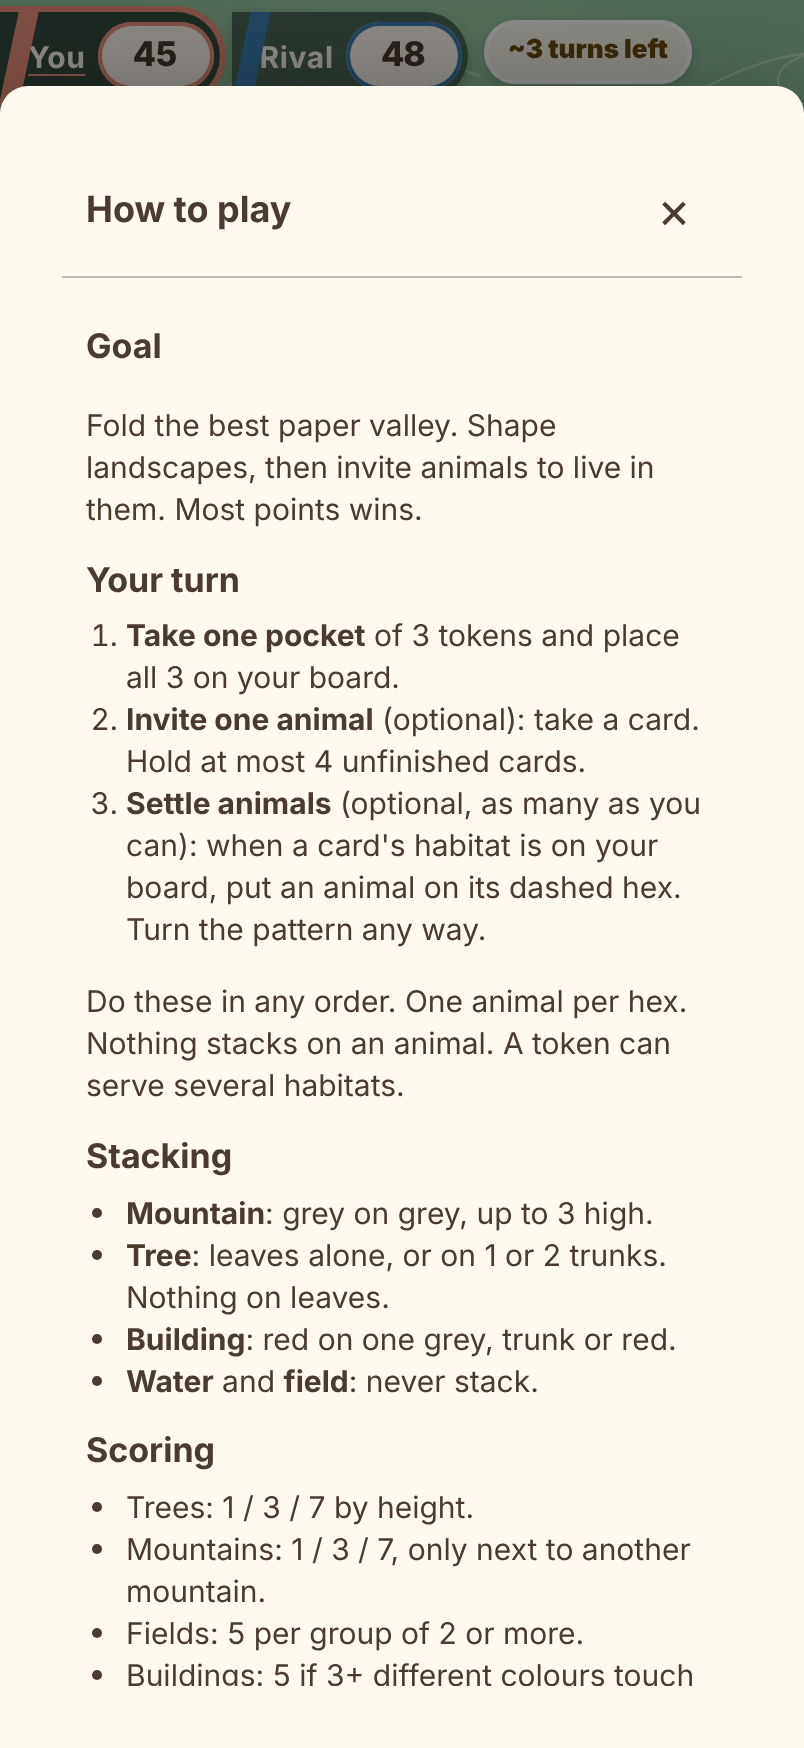 You 45 Rival 48 ~3 turns left
How to play ×
Goal
Fold the best paper valley. Shape
landscapes, then invite animals to live in
them. Most points wins.
Your turn
1. Take one pocket of 3 tokens and place
all 3 on your board.
2. Invite one animal (optional): take a card.
Hold at most 4 unfinished cards.
3. Settle animals (optional, as many as you
can): when a card's habitat is on your
board, put an animal on its dashed hex.
Turn the pattern any way.
Do these in any order. One animal per hex.
Nothing stacks on an animal. A token can
serve several habitats.
Stacking
• Mountain: grey on grey, up to 3 high.
• Tree: leaves alone, or on 1 or 2 trunks.
Nothing on leaves.
• Building: red on one grey, trunk or red.
• Water and field: never stack.
Scoring
• Trees: 1 / 3 / 7 by height.
• Mountains: 1 / 3 / 7, only next to another
mountain.
• Fields: 5 per group of 2 or more.
• Buildings: 5 if 3+ different colours touch